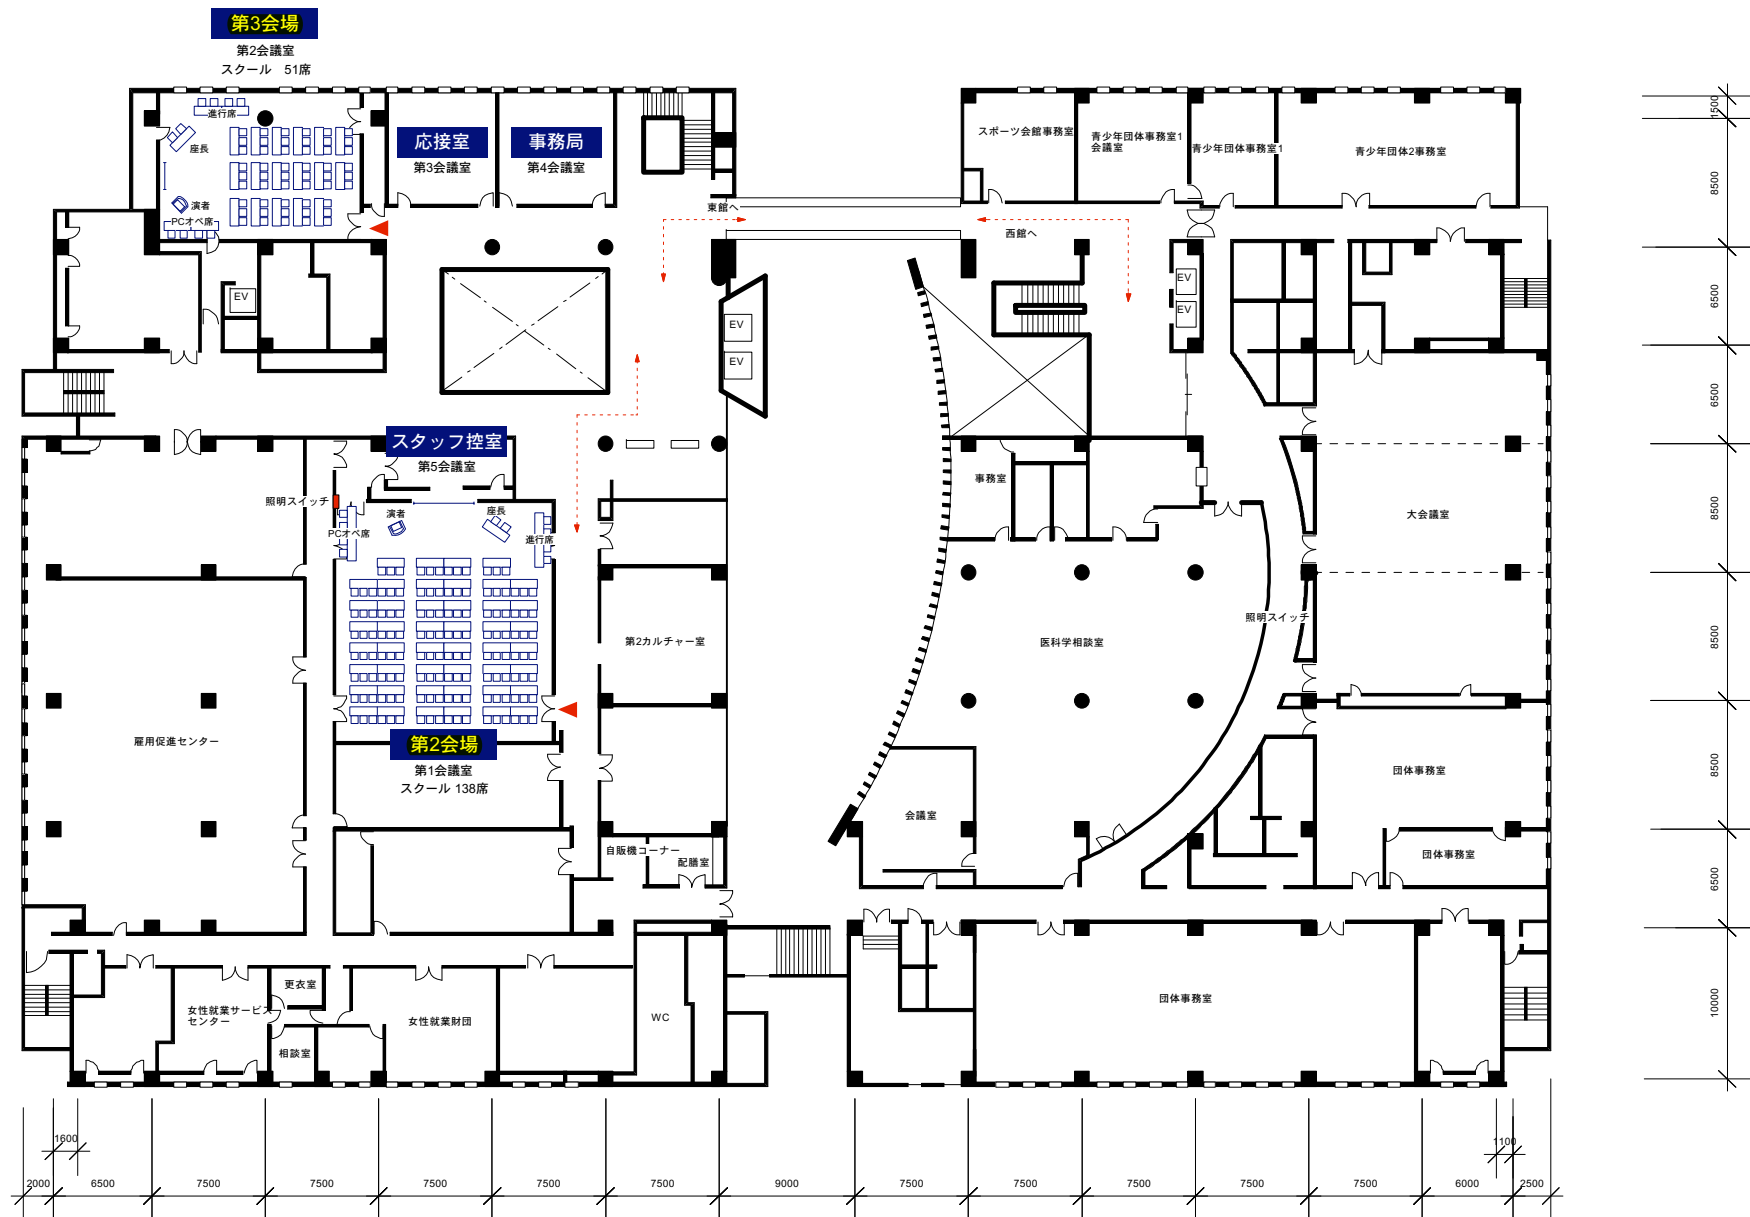 第3会場
第2会議室
スクール 51席
進行席
座長
演者
PCオペ席
応接室
第3会議室
事務局
第4会議室
スポーツ会館事務室
青少年団体事務室1
会議室
青少年団体事務室1
青少年団体2事務室
東館へ
西館へ
EV
EV
EV
EV
EV
スタッフ控室
第5会議室
照明スイッチ
演者
座長
PCオペ席
進行席
事務室
大会議室
照明スイッチ
第2カルチャー室
医科学相談室
雇用促進センター
第2会場
第1会議室
スクール 138席
団体事務室
会議室
自販機コーナー
配膳室
団体事務室
更衣室
女性就業サービス
センター
女性就業財団
相談室
WC
団体事務室
1500
8500
6500
6500
8500
8500
8500
6500
10000
1600
1100
2000
6500
7500
7500
7500
7500
7500
9000
7500
7500
7500
7500
7500
6000
2500